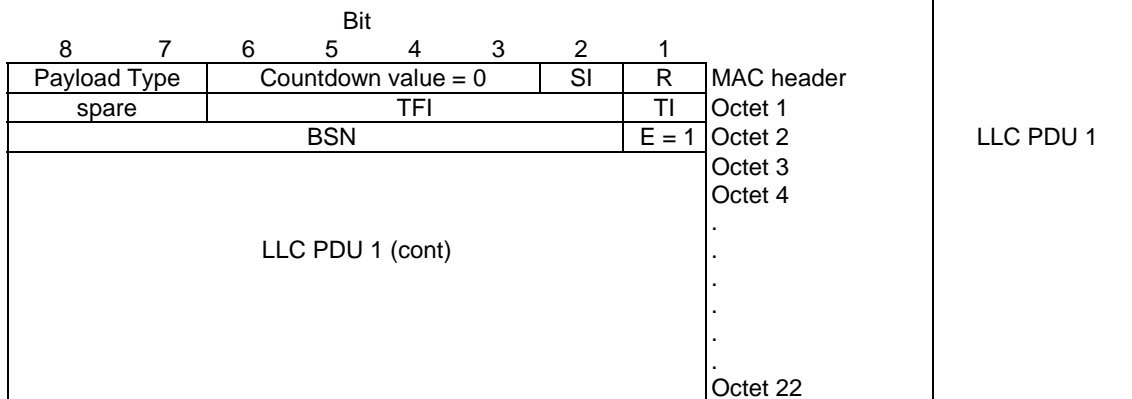 Bit
8 7 6 5 4 3 2 1
Payload Type Countdown value = 0 SI R MAC header
spare TFI TI Octet 1
BSN E = 1 Octet 2 LLC PDU 1
Octet 3
Octet 4
.
LLC PDU 1 (cont) .
.
.
.
.
Octet 22